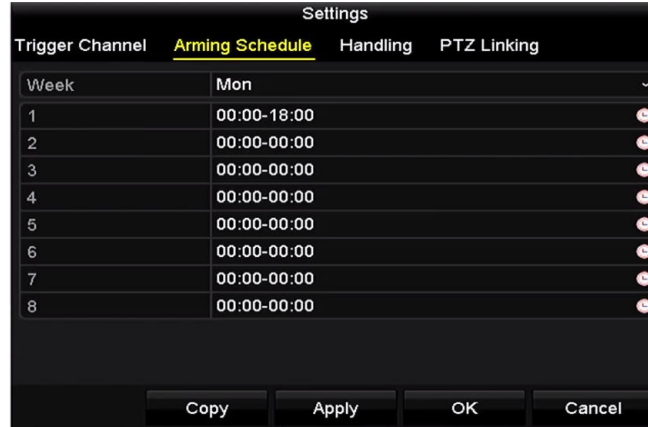 Settings
Trigger Channel Arming Schedule Handling PTZ Linking
Week Mon
1 00:00-18:00
2 00:00-00:00
3 00:00-00:00
4 00:00-00:00
5 00:00-00:00
6 00:00-00:00
7 00:00-00:00
8 00:00-00:00
Copy Apply OK Cancel